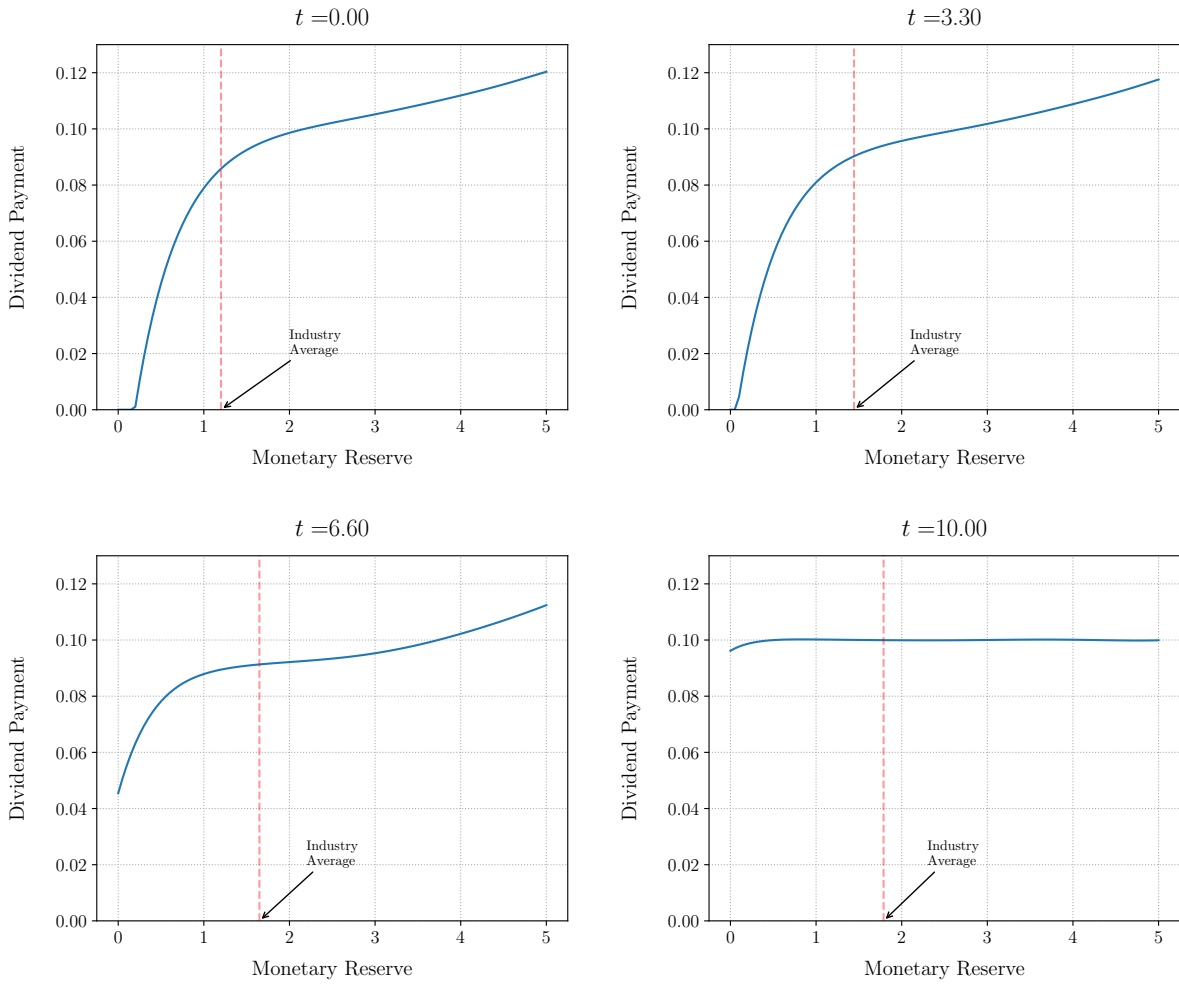 t =0.00
Dividend Payment
0.12
0.10
0.08
0.06
0.04
0.02
0.00
Industry
Average
0 1 2 3 4 5
Monetary Reserve
t =3.30
Dividend Payment
0.12
0.10
0.08
0.06
0.04
0.02
0.00
Industry
Average
0 1 2 3 4 5
Monetary Reserve
t =6.60
Dividend Payment
0.12
0.10
0.08
0.06
0.04
0.02
0.00
Industry
Average
0 1 2 3 4 5
Monetary Reserve
t =10.00
Dividend Payment
0.12
0.10
0.08
0.06
0.04
0.02
0.00
Industry
Average
0 1 2 3 4 5
Monetary Reserve